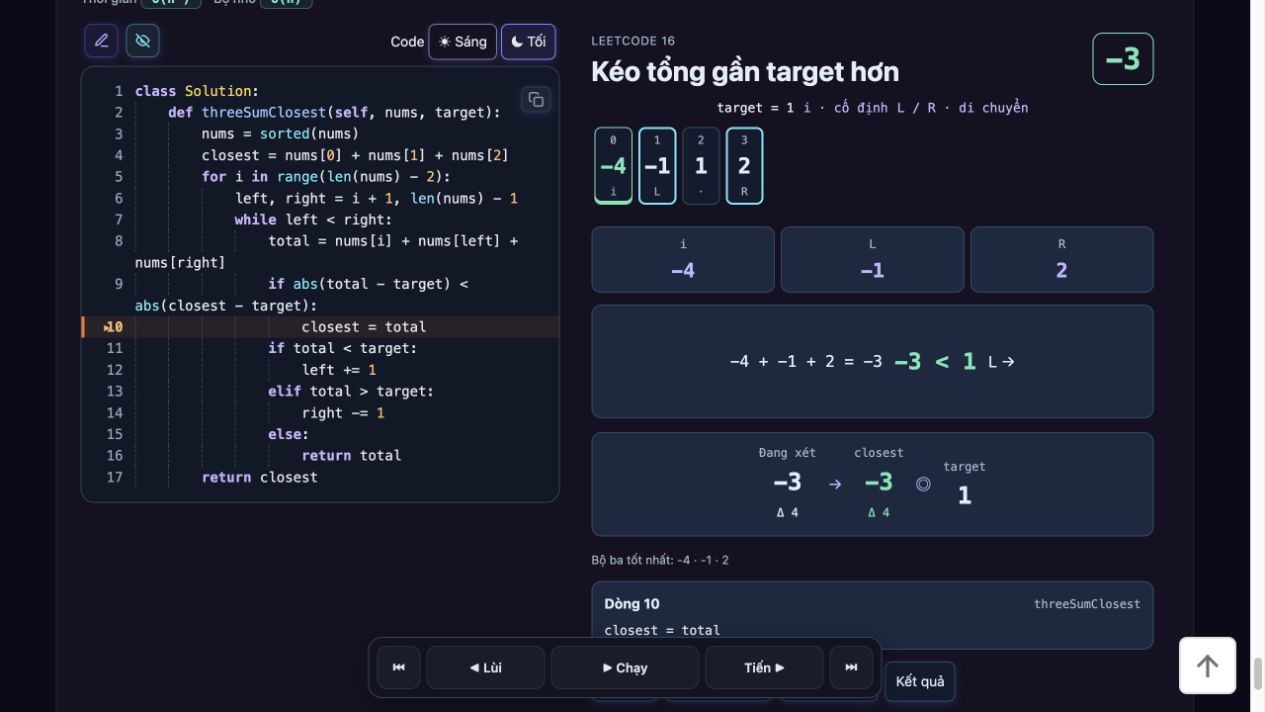 Code ☀ Sáng Tối
1 class Solution:
2 def threeSumClosest(self, nums, target):
3 nums = sorted(nums)
4 closest = nums[0] + nums[1] + nums[2]
5 for i in range(len(nums) − 2):
6 left, right = i + 1, len(nums) − 1
7 while left < right:
8 total = nums[i] + nums[left] +
nums[right]
9 if abs(total − target) <
abs(closest − target):
10 closest = total
11 if total < target:
12 left += 1
13 elif total > target:
14 right −= 1
15 else:
16 return total
17 return closest
LEETCODE 16
Kéo tổng gần target hơn
−3
target = 1 i · cố định L / R · di chuyển
0 1 2 3
−4 −1 1 2
i L · R
i L R
−4 −1 2
−4 + −1 + 2 = −3 −3 < 1 L→
Đang xét closest target
−3 → −3 ◎ 1
Δ 4 Δ 4
Bộ ba tốt nhất: -4 · -1 · 2
Dòng 10 threeSumClosest
closest = total
⏮ ◀ Lùi ▶ Chạy Tiến ▶ ⏭
Kết quả